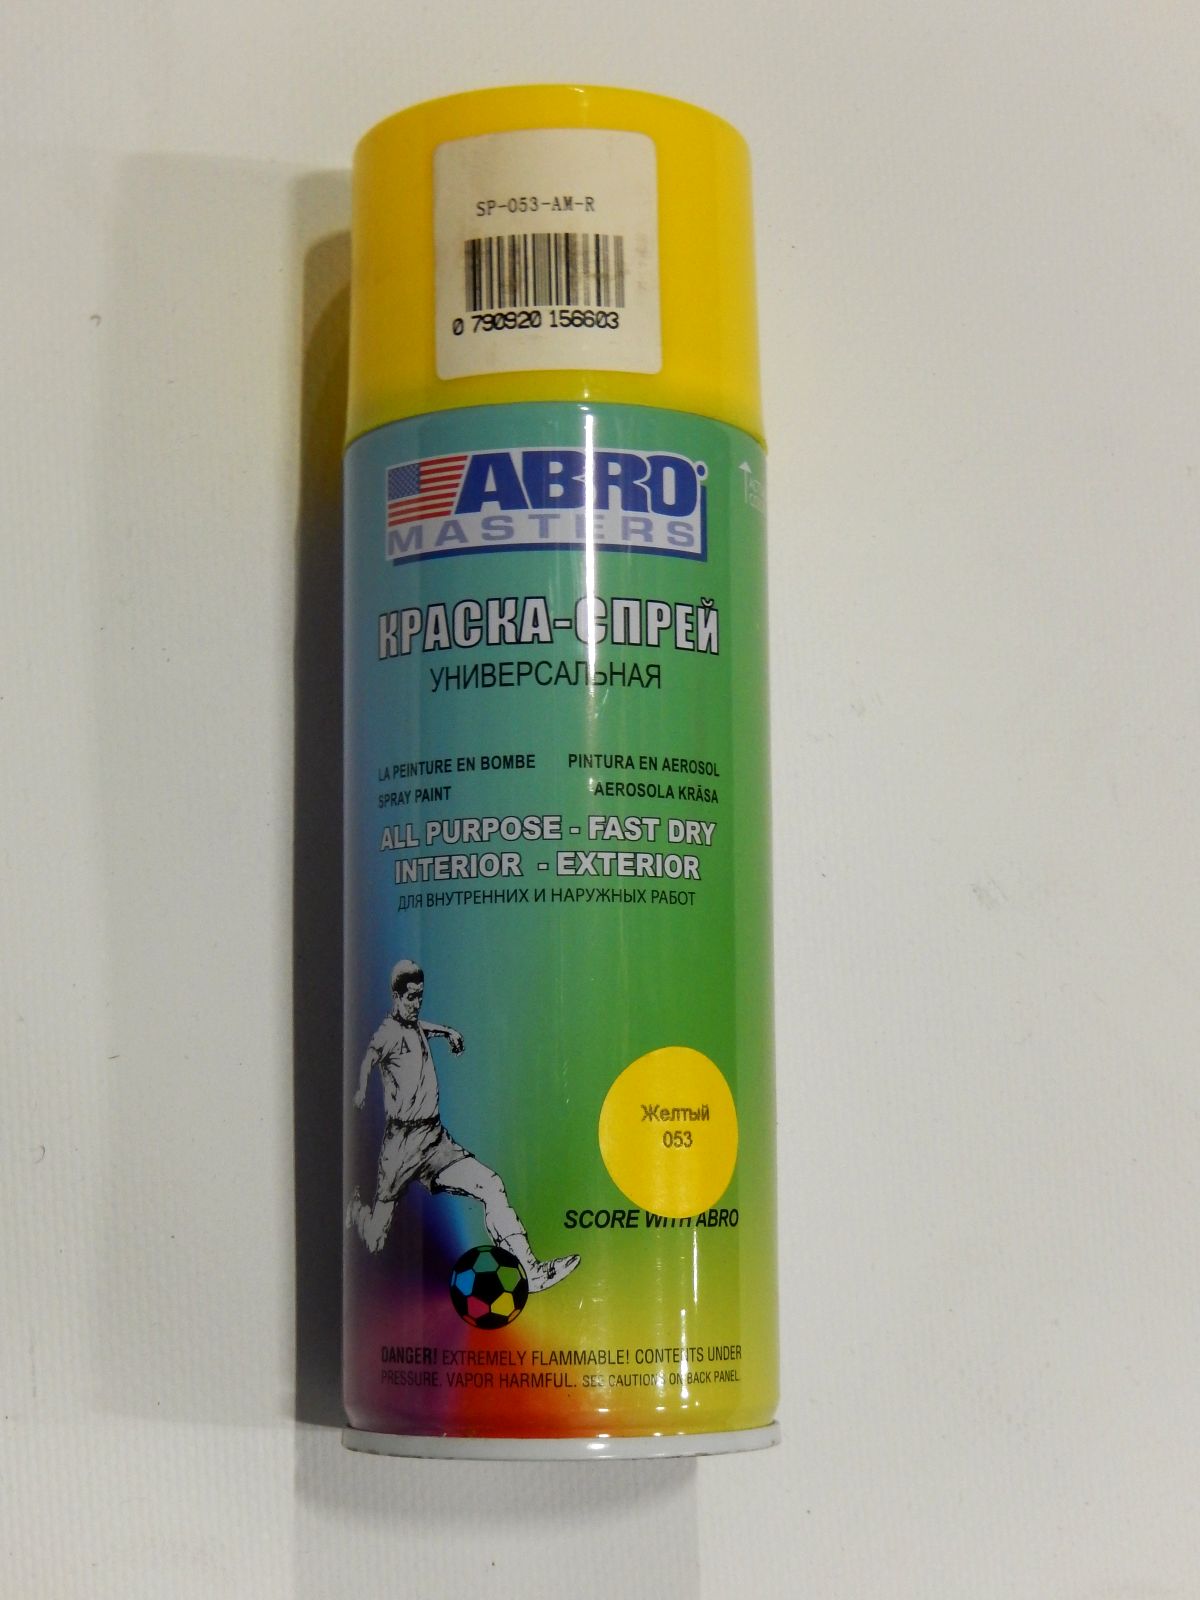 SP-053-AM-R
0 790920 156603
ABRO
MASTERS
КРАСКА-СПРЕЙ
УНИВЕРСАЛЬНАЯ
LA PEINTURE EN BOMBE PINTURA EN AEROSOL
SPRAY PAINT AEROSOLA KRĀSA
ALL PURPOSE - FAST DRY
INTERIOR - EXTERIOR
ДЛЯ ВНУТРЕННИХ И НАРУЖНЫХ РАБОТ
A
Желтый
053
SCORE WITH ABRO
DANGER! EXTREMELY FLAMMABLE! CONTENTS UNDER
PRESSURE. VAPOR HARMFUL. SEE CAUTIONS ON BACK PANEL.